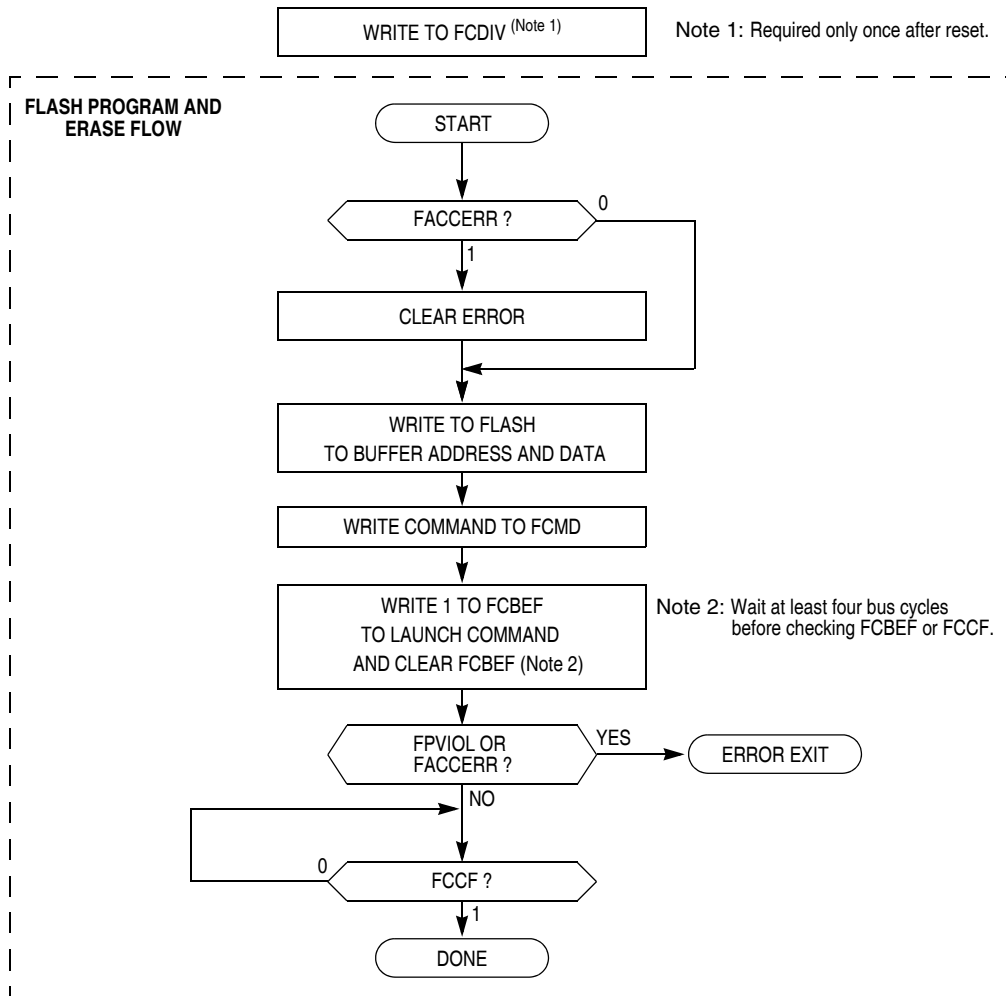 WRITE TO FCDIV (Note 1)
Note 1: Required only once after reset.
FLASH PROGRAM AND
ERASE FLOW
START
FACCERR ?
0
1
CLEAR ERROR
WRITE TO FLASH
TO BUFFER ADDRESS AND DATA
WRITE COMMAND TO FCMD
WRITE 1 TO FCBEF
TO LAUNCH COMMAND
AND CLEAR FCBEF (Note 2)
Note 2: Wait at least four bus cycles
before checking FCBEF or FCCF.
FPVIOL OR
FACCERR ?
YES
ERROR EXIT
NO
0
FCCF ?
1
DONE